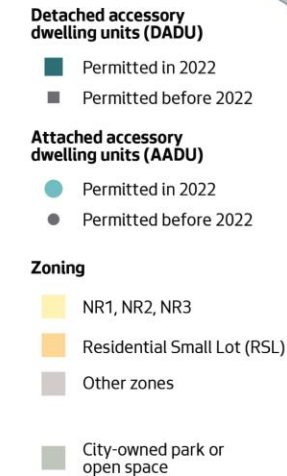 Detached accessory
dwelling units (DADU)
Permitted in 2022
Permitted before 2022
Attached accessory
dwelling units (AADU)
Permitted in 2022
Permitted before 2022
Zoning
NR1, NR2, NR3
Residential Small Lot (RSL)
Other zones
City-owned park or
open space